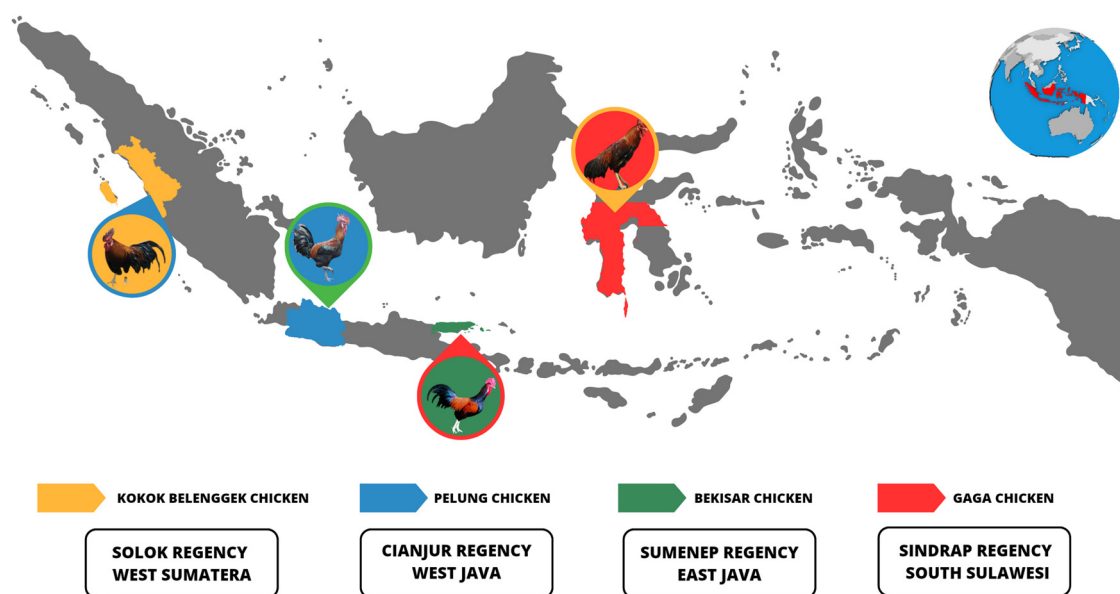 KOKOK BELENGGEK CHICKEN
PELUNG CHICKEN
BEKISAR CHICKEN
GAGA CHICKEN
SOLOK REGENCY
WEST SUMATERA
CIANJUR REGENCY
WEST JAVA
SUMENEP REGENCY
EAST JAVA
SINDRAP REGENCY
SOUTH SULAWESI